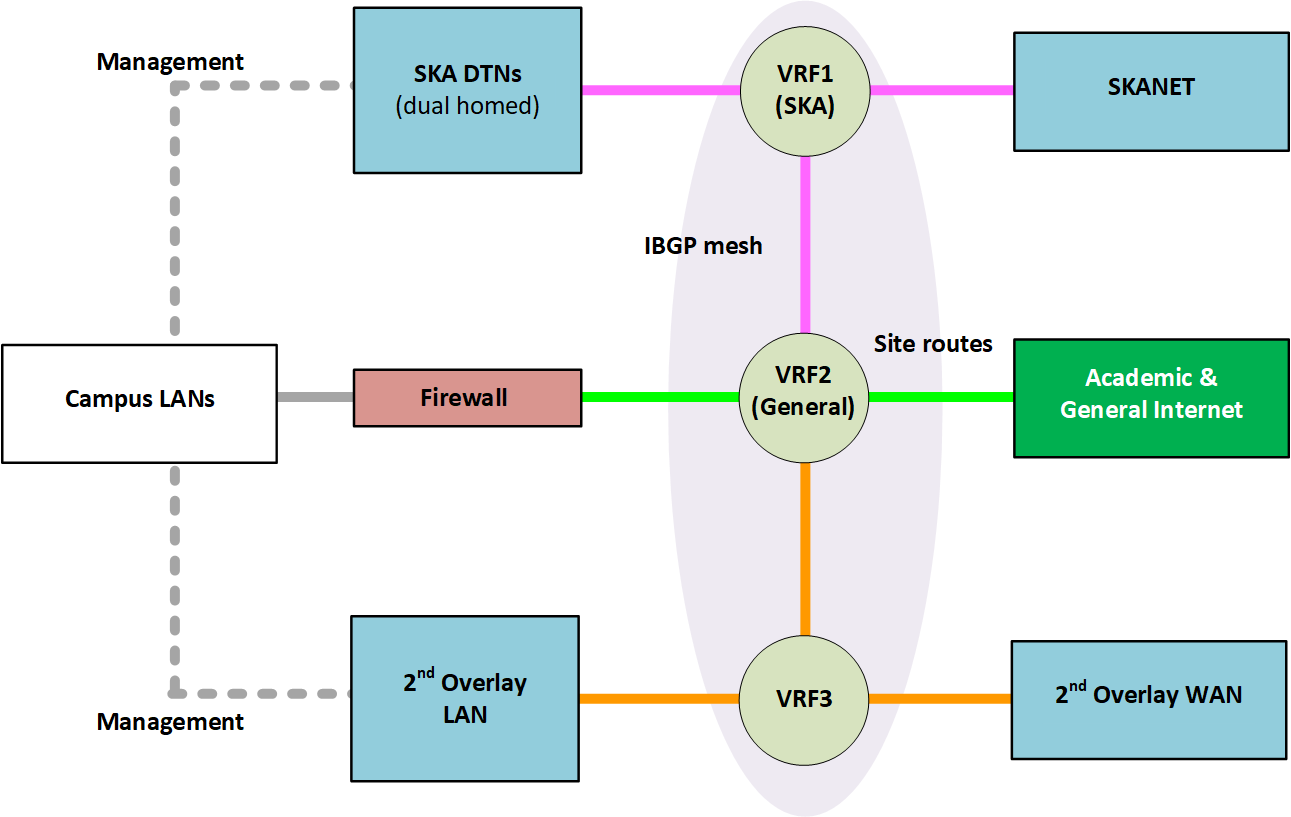 Management
SKA DTNs
(dual homed)
VRF1
(SKA)
SKANET
IBGP mesh
Site routes
Campus LANs
Firewall
VRF2
(General)
Academic &
General Internet
2nd Overlay
LAN
VRF3
2nd Overlay WAN
Management